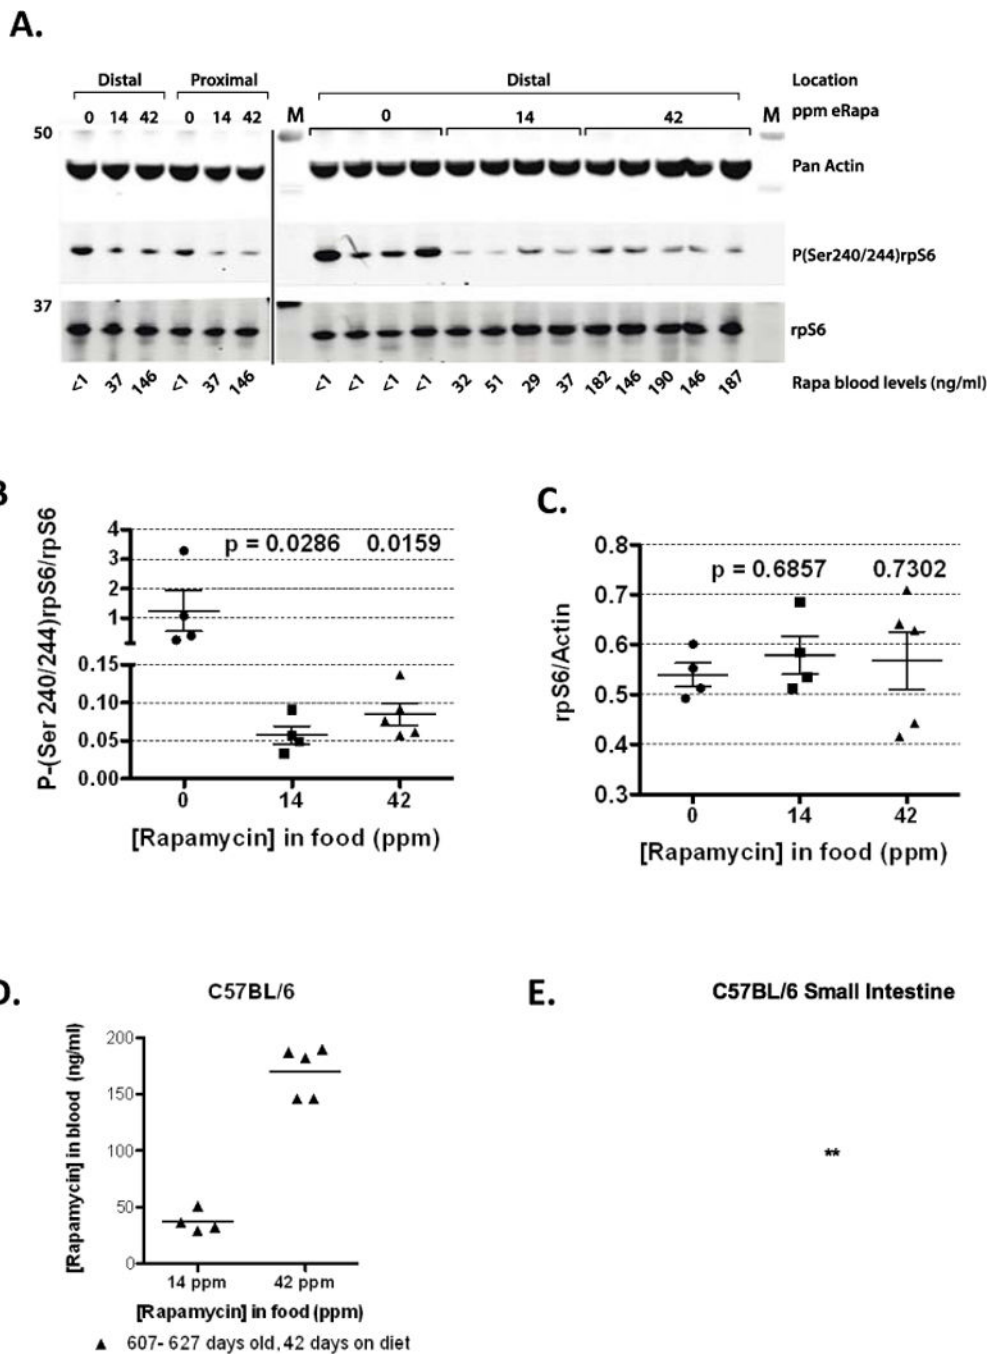 A.
Distal Proximal Distal Location
0 14 42 0 14 42 M 0 14 42 M ppm eRapa
50
Pan Actin
P(Ser240/244)rpS6
37
rpS6
<1 37 146 <1 37 146 <1 <1 <1 <1 32 51 29 37 182 146 190 146 187 Rapa blood levels (ng/ml)
B
P-(Ser 240/244)rpS6/rpS6
4
3
2
1
0.15
0.10
0.05
0.00
p = 0.0286 0.0159
0 14 42
[Rapamycin] in food (ppm)
C.
rpS6/Actin
0.8
0.7
0.6
0.5
0.4
0.3
p = 0.6857 0.7302
0 14 42
[Rapamycin] in food (ppm)
D.
C57BL/6
[Rapamycin] in blood (ng/ml)
200
150
100
50
0
14 ppm 42 ppm
[Rapamycin] in food (ppm)
▲ 607- 627 days old, 42 days on diet
E.
C57BL/6 Small Intestine
**